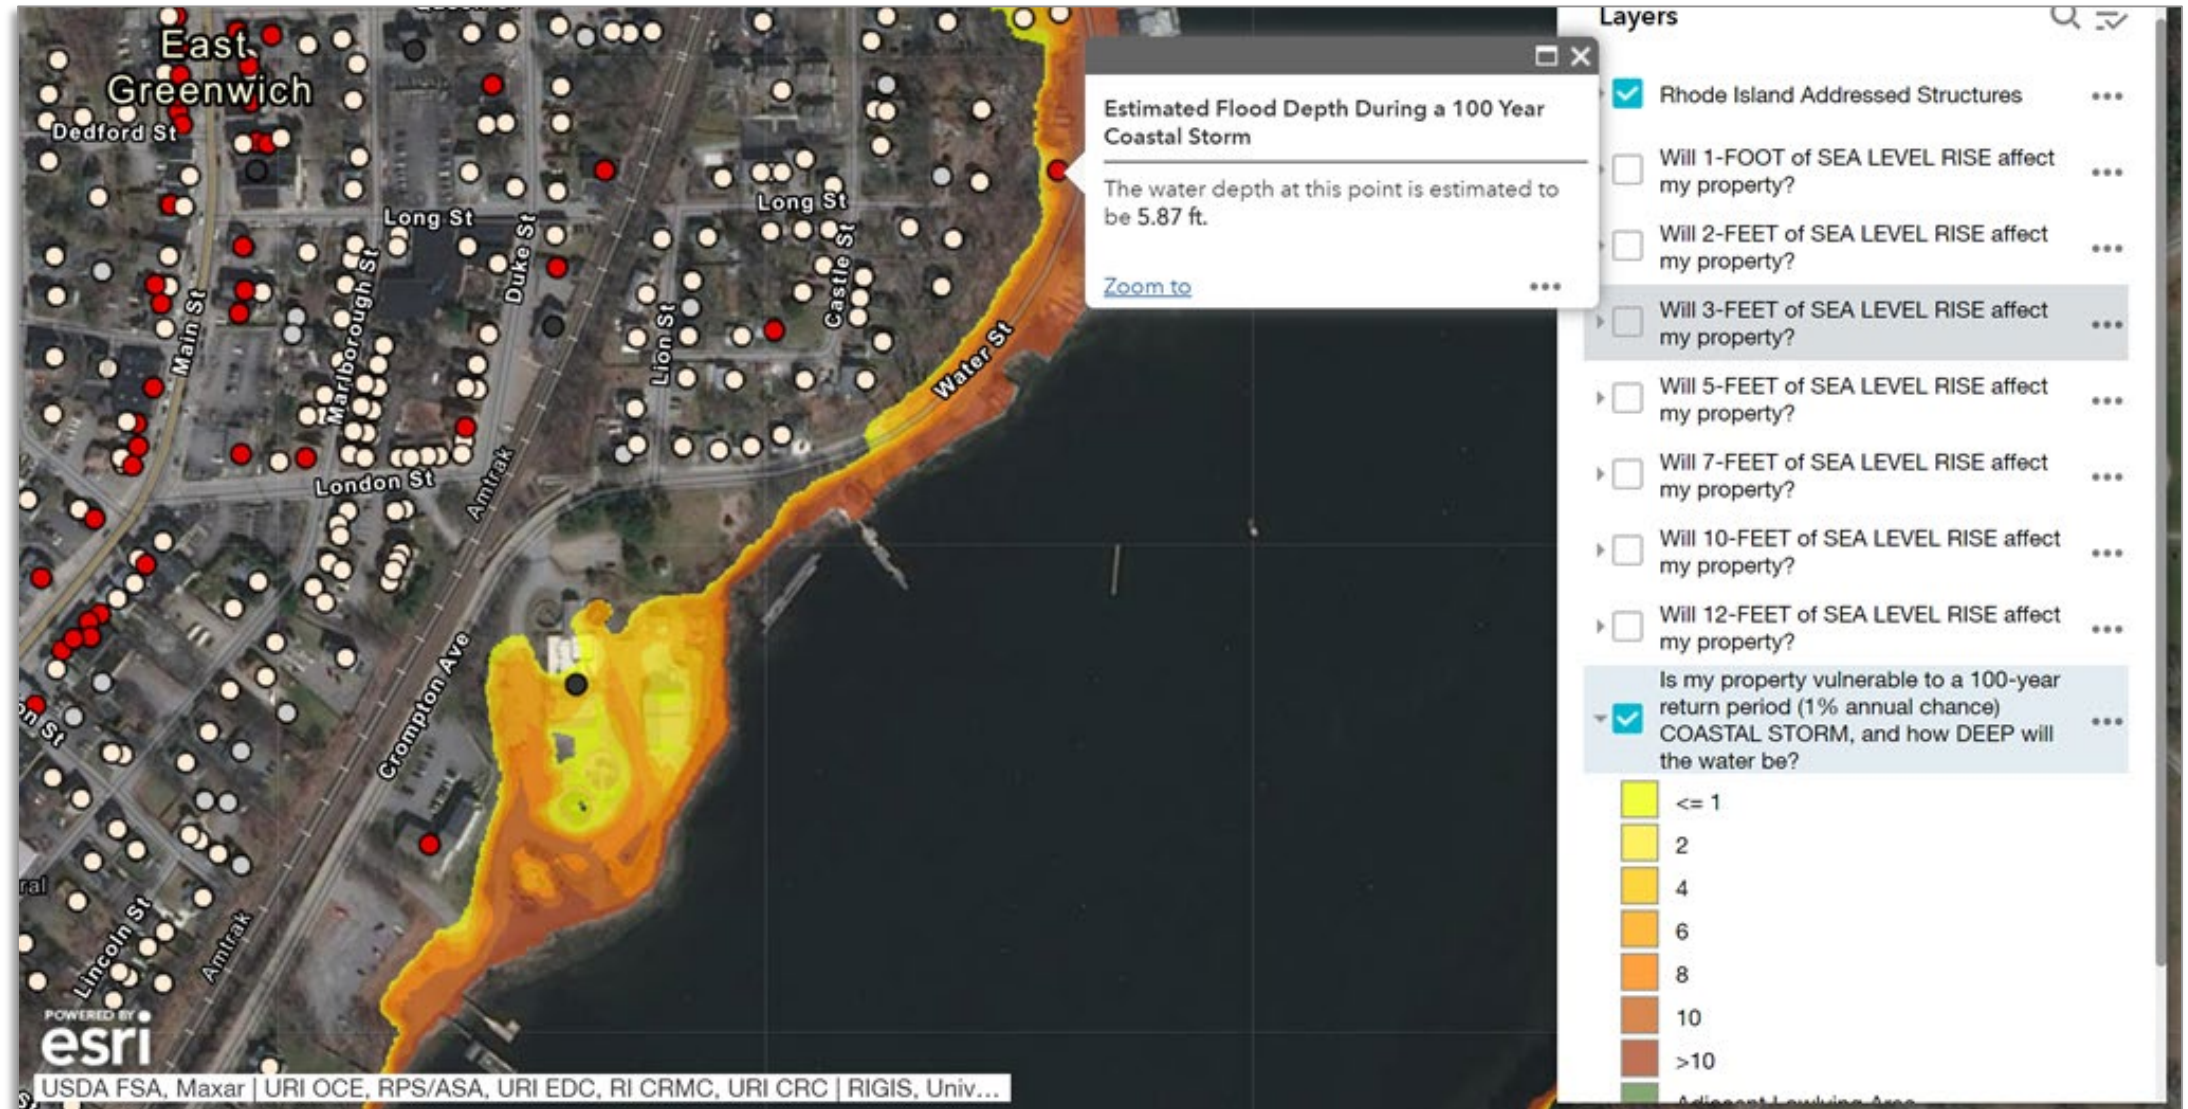 East
Greenwich
Dedford St
Long St
Long St
Duke St
Marlborough St
Main St
Lion St
Castle St
Water St
London St
Amtrak
Crompton Ave
Amtrak
Lincoln St
on St
ral
POWERED BY
esri
USDA FSA, Maxar | URI OCE, RPS/ASA, URI EDC, RI CRMC, URI CRC | RIGIS, Univ...
Estimated Flood Depth During a 100 Year
Coastal Storm
The water depth at this point is estimated to
be 5.87 ft.
Zoom to
Layers
Rhode Island Addressed Structures
Will 1-FOOT of SEA LEVEL RISE affect
my property?
Will 2-FEET of SEA LEVEL RISE affect
my property?
Will 3-FEET of SEA LEVEL RISE affect
my property?
Will 5-FEET of SEA LEVEL RISE affect
my property?
Will 7-FEET of SEA LEVEL RISE affect
my property?
Will 10-FEET of SEA LEVEL RISE affect
my property?
Will 12-FEET of SEA LEVEL RISE affect
my property?
Is my property vulnerable to a 100-year
return period (1% annual chance)
COASTAL STORM, and how DEEP will
the water be?
<= 1
2
4
6
8
10
>10
Adjacent Lowlying Area